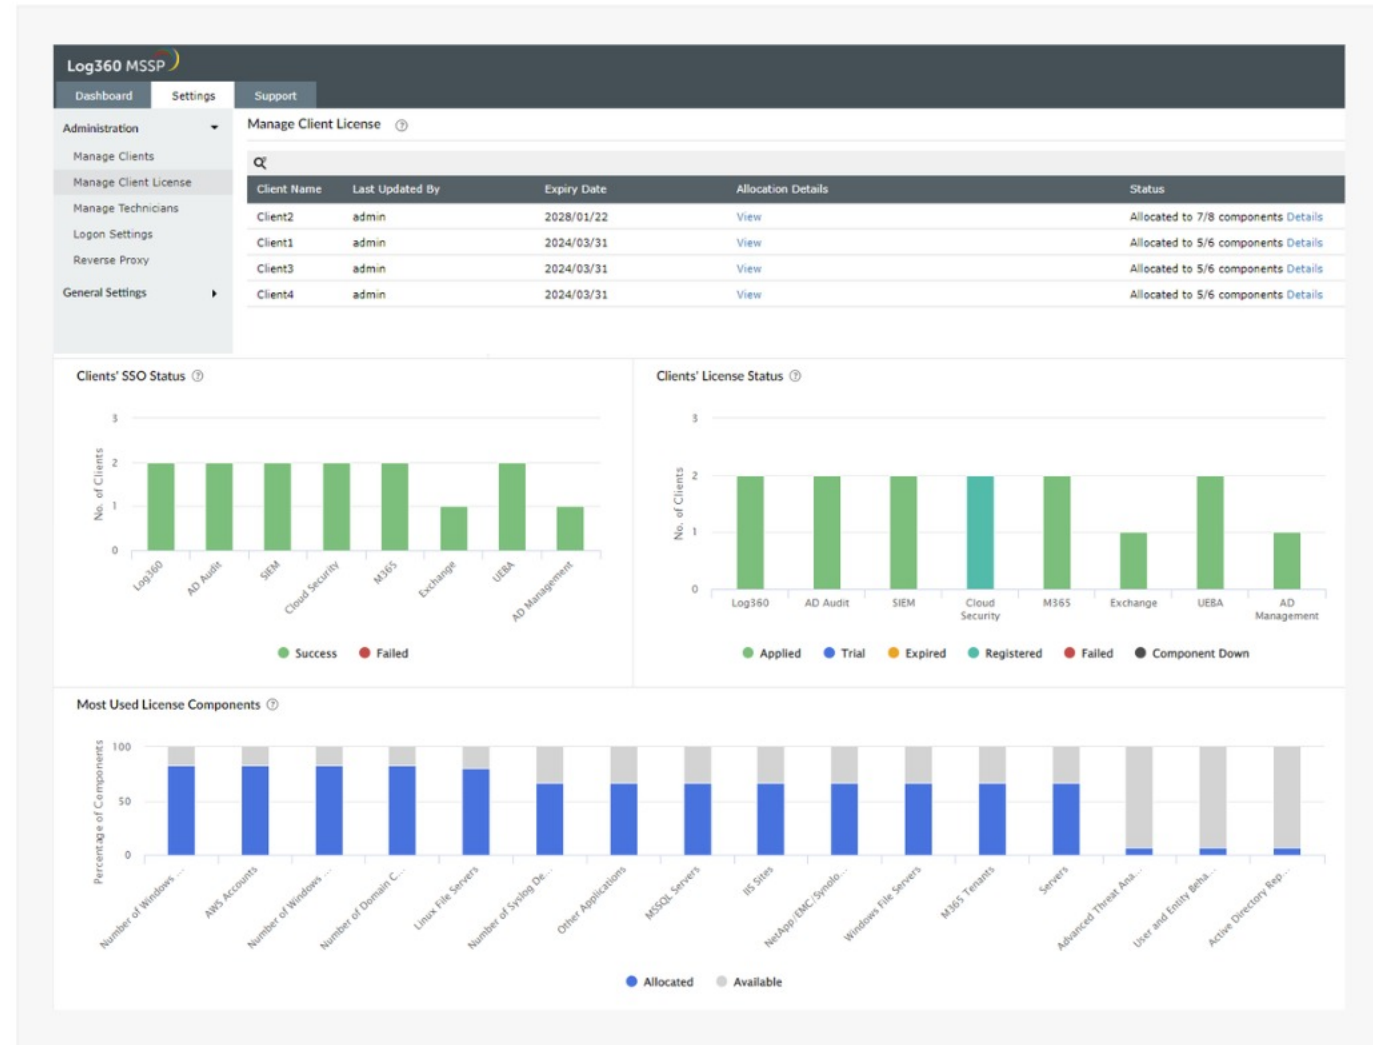 Log360 MSSP
Dashboard Settings Support
Administration
Manage Clients
Manage Client License
Manage Technicians
Logon Settings
Reverse Proxy
General Settings
Manage Client License
Client Name Last Updated By Expiry Date Allocation Details Status
Client2 admin 2028/01/22 View Allocated to 7/8 components Details
Client1 admin 2024/03/31 View Allocated to 5/6 components Details
Client3 admin 2024/03/31 View Allocated to 5/6 components Details
Client4 admin 2024/03/31 View Allocated to 5/6 components Details
Clients' SSO Status
No. of Clients
3
2
1
0
Log360 AD Audit SIEM Cloud Security M365 Exchange UEBA AD Management
Success Failed
Clients' License Status
No. of Clients
3
2
1
0
Log360 AD Audit SIEM Cloud Security M365 Exchange UEBA AD Management
Applied Trial Expired Registered Failed Component Down
Most Used License Components
Percentage of Components
100
50
0
Number of Windows ... AWS Accounts Number of Windows ... Number of Domain C... Linux File Servers Number of Syslog De... Other Applications MSSQL Servers IIS Sites NetApp/EMC/Synolo... Windows File Servers M365 Tenants Servers Advanced Threat Ana... User and Entity Beha... Active Directory Rep...
Allocated Available